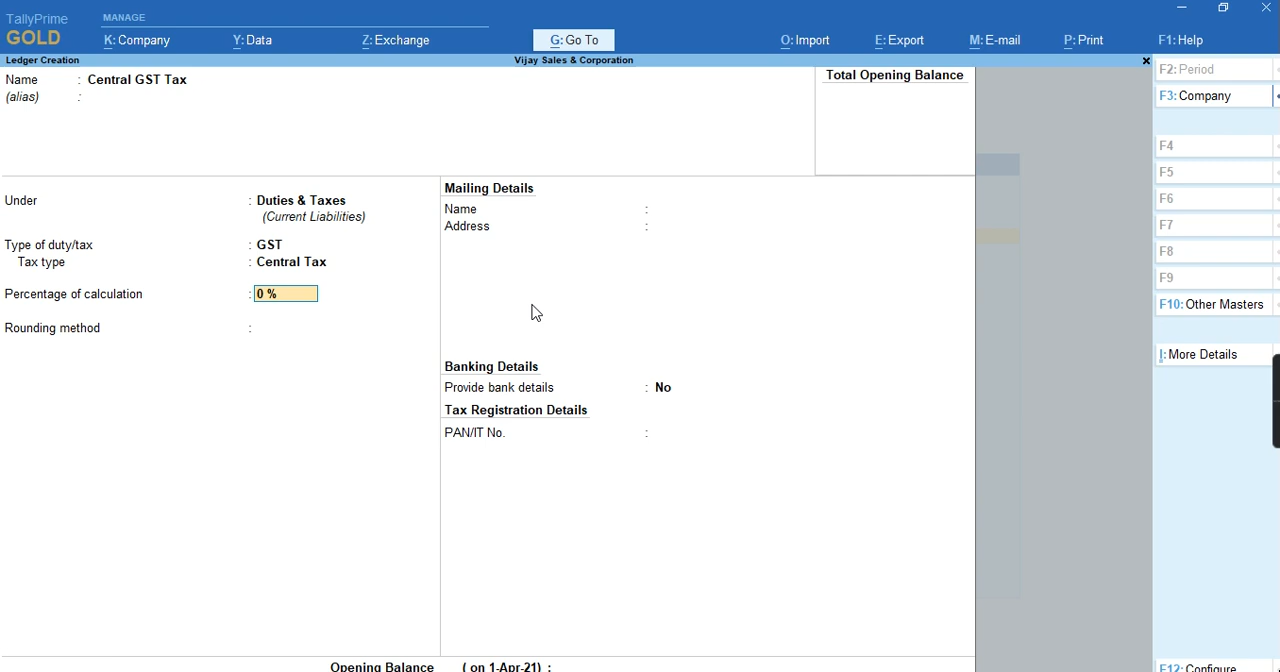 TallyPrime
GOLD
MANAGE
K: Company
Y: Data
Z: Exchange
G: Go To
O: Import
E: Export
M: E-mail
P: Print
F1: Help
Ledger Creation
Vijay Sales & Corporation
×
Name : Central GST Tax
(alias) :
Total Opening Balance
Under : Duties & Taxes
(Current Liabilities)
Type of duty/tax : GST
Tax type : Central Tax
Percentage of calculation : 0 %
Rounding method :
Mailing Details
Name :
Address :
Banking Details
Provide bank details : No
Tax Registration Details
PAN/IT No. :
Opening Balance ( on 1-Apr-21) :
F2: Period
F3: Company
F4
F5
F6
F7
F8
F9
F10: Other Masters
I: More Details
F12: Configure